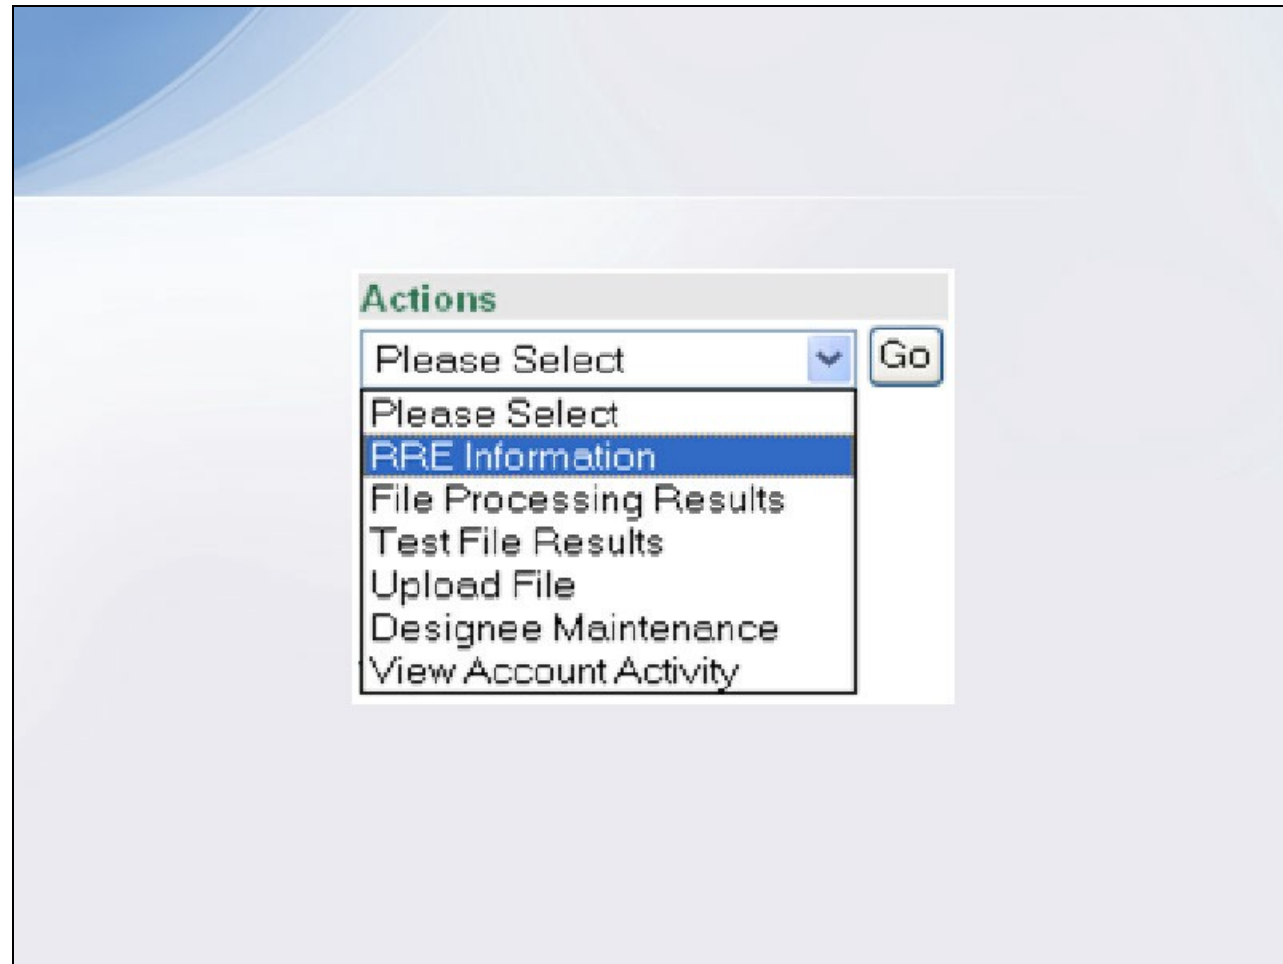 Actions
Please Select Go
Please Select
RRE Information
File Processing Results
Test File Results
Upload File
Designee Maintenance
View Account Activity